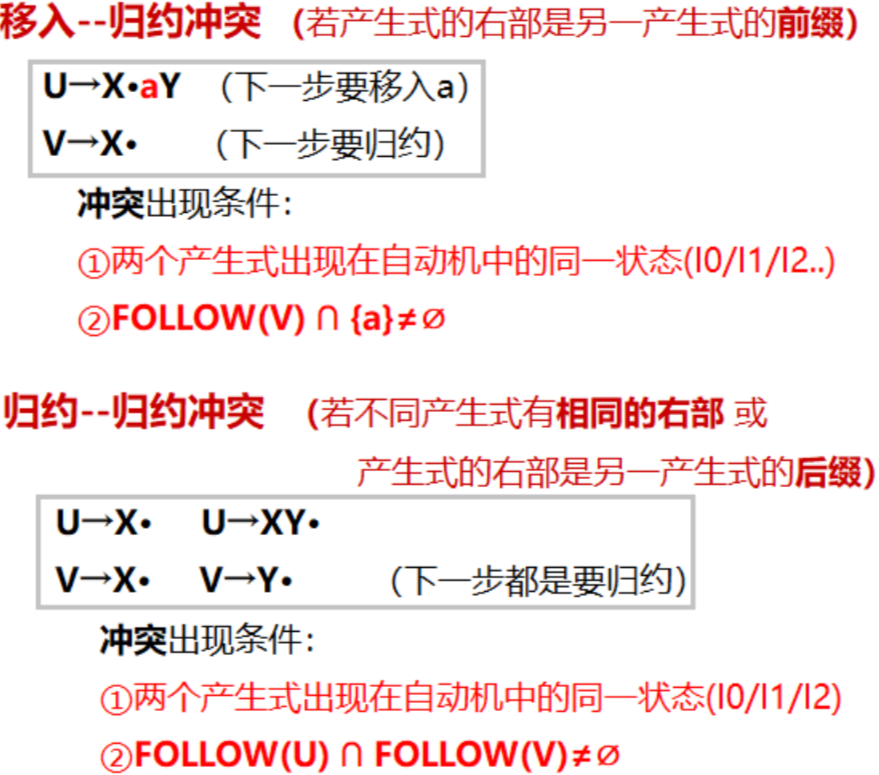 移入--归约冲突 (若产生式的右部是另一产生式的前缀)
U→X•aY （下一步要移入a）
V→X• （下一步要归约）
冲突出现条件：
①两个产生式出现在自动机中的同一状态(I0/I1/I2..)
②FOLLOW(V) ∩ {a}≠∅
归约--归约冲突 (若不同产生式有相同的右部 或
产生式的右部是另一产生式的后缀)
U→X• U→XY•
V→X• V→Y• （下一步都是要归约）
冲突出现条件：
①两个产生式出现在自动机中的同一状态(I0/I1/I2)
②FOLLOW(U) ∩ FOLLOW(V)≠∅